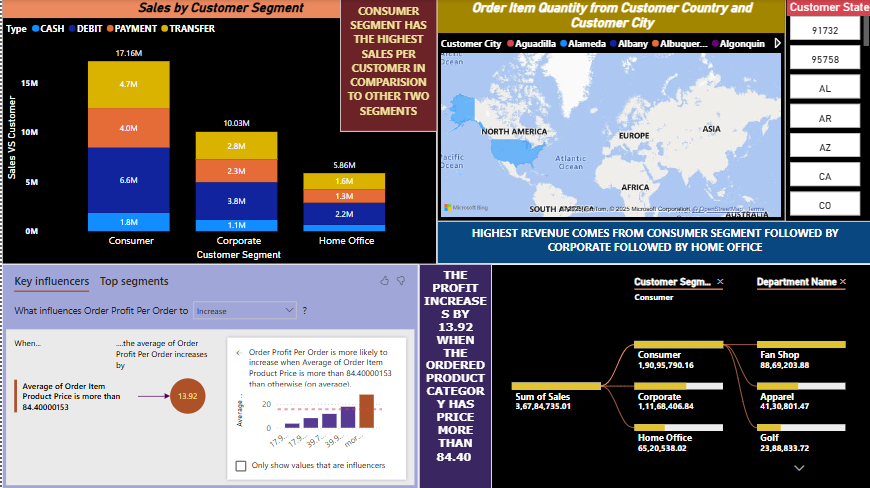 Sales by Customer Segment
Type CASH DEBIT PAYMENT TRANSFER
Sales VS Customer
15M
10M
5M
0M
17.16M
4.7M
4.0M
6.6M
1.8M
10.03M
2.8M
2.3M
3.8M
1.1M
5.86M
1.6M
1.3M
2.2M
Consumer
Corporate
Home Office
Customer Segment
CONSUMER
SEGMENT HAS
THE HIGHEST
SALES PER
CUSTOMER IN
COMPARISION
TO OTHER TWO
SEGMENTS
Order Item Quantity from Customer Country and
Customer City
Customer City Aguadilla Alameda Albany Albuquer... Algonquin
Ocean
NORTH AMERICA
EUROPE
ASIA
Pacific
Ocean
Atlantic
Ocean
AFRICA
SOUTH
AUSTRALIA
Microsoft Bing
© 2025 Microsoft Corporation, © OpenStreetMap Terms
Customer State
91732
95758
AL
AR
AZ
CA
CO
HIGHEST REVENUE COMES FROM CONSUMER SEGMENT FOLLOWED BY
CORPORATE FOLLOWED BY HOME OFFICE
Key influencers Top segments
What influences Order Profit Per Order to Increase ?
When...
....the average of Order
Profit Per Order increases
by
Average of Order Item
Product Price is more than
84.40000153
13.92
Order Profit Per Order is more likely to
increase when Average of Order Item
Product Price is more than 84.40000153
than otherwise (on average).
Average ..
20
0
17.9...
17.9...
39.7...
39.9...
mor...
Only show values that are influencers
THE
PROFIT
INCREASE
S BY
13.92
WHEN
THE
ORDERED
PRODUCT
CATEGOR
Y HAS
PRICE
MORE
THAN
84.40
Customer Segm... Department Name
Consumer
Sum of Sales
3,67,84,735.01
Consumer
1,90,95,790.16
Corporate
1,11,68,406.84
Home Office
65,20,538.02
Fan Shop
88,69,203.88
Apparel
41,30,801.47
Golf
23,88,833.72